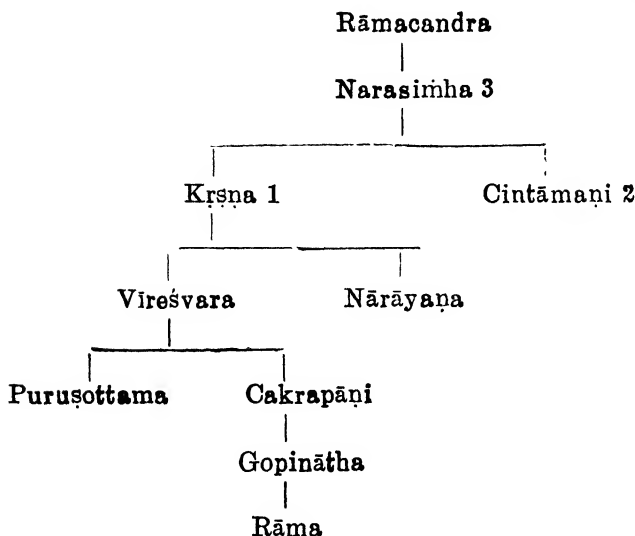 Rāmacandra
Narasiṁha 3
Kṛṣṇa 1 Cintāmaṇi 2
Vīreśvara Nārāyaṇa
Puruṣottama Cakrapāṇi
Gopinātha
Rāma